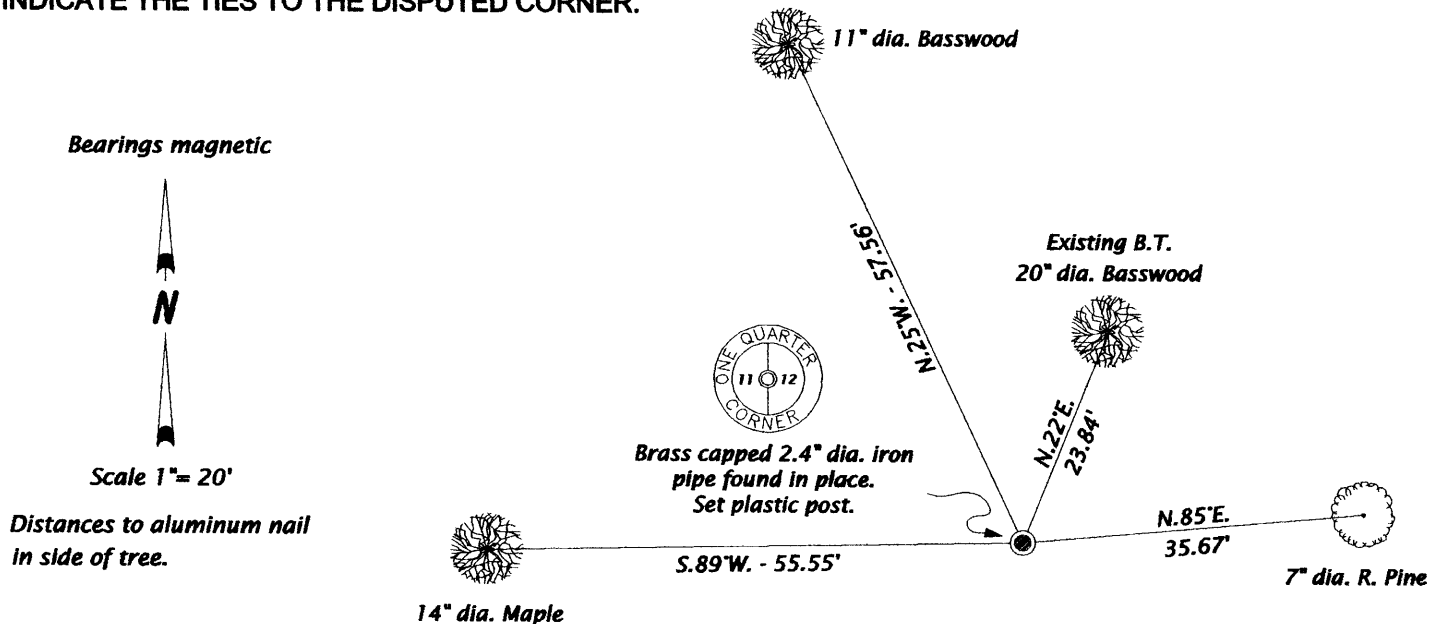 INDICATE THE TIES TO THE DISPUTED CORNER.
11" dia. Basswood
Bearings magnetic
N
Scale 1"= 20'
Distances to aluminum nail
in side of tree.
N.25°W. - 57.56'
Existing B.T.
20" dia. Basswood
N.22°E.
23.84'
ONE QUARTER
11 12
CORNER
Brass capped 2.4" dia. iron
pipe found in place.
Set plastic post.
S.89°W. - 55.55'
14" dia. Maple
N.85°E.
35.67'
7" dia. R. Pine